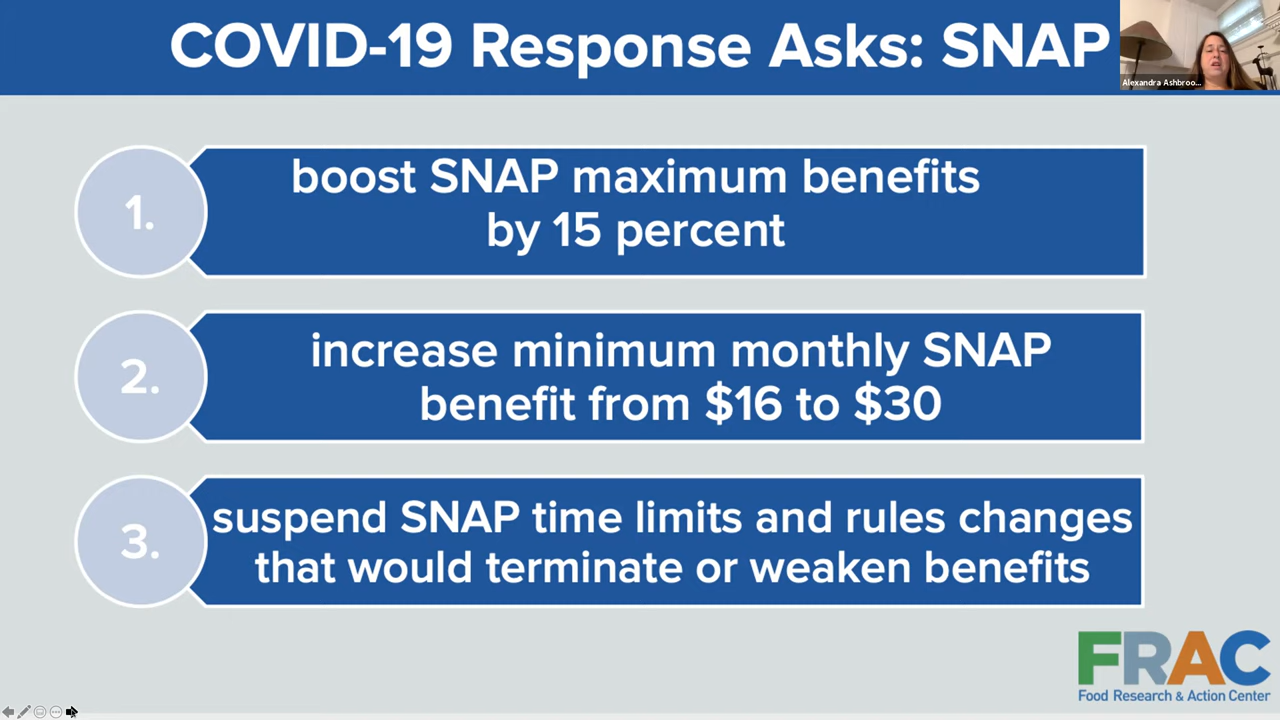 COVID-19 Response Asks: SNAP
Alexandra Ashbroo...
1.
boost SNAP maximum benefits
by 15 percent
2.
increase minimum monthly SNAP
benefit from $16 to $30
3.
suspend SNAP time limits and rules changes
that would terminate or weaken benefits
FRAC
Food Research & Action Center